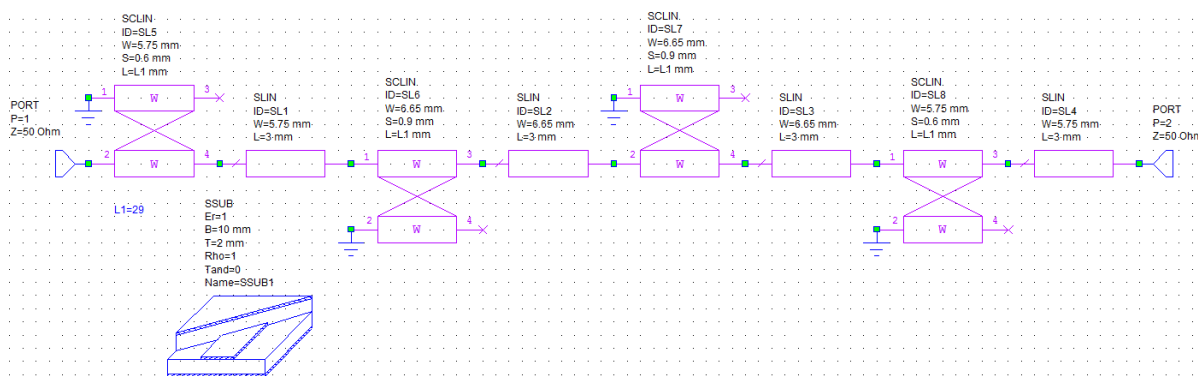 SCLIN
ID=SL5
W=5.75 mm
S=0.6 mm
L=L1 mm
SCLIN
ID=SL7
W=6.65 mm
S=0.9 mm
L=L1 mm
1 W 3
1 W 3
PORT
P=1
Z=50 Ohm
SLIN
ID=SL1
W=5.75 mm
L=3 mm
SCLIN
ID=SL6
W=6.65 mm
S=0.9 mm
L=L1 mm
SLIN
ID=SL2
W=6.65 mm
L=3 mm
SLIN
ID=SL3
W=6.65 mm
L=3 mm
SCLIN
ID=SL8
W=5.75 mm
S=0.6 mm
L=L1 mm
SLIN
ID=SL4
W=5.75 mm
L=3 mm
PORT
P=2
Z=50 Ohm
2 W 4
1 W 3
2 W 4
1 W 3
2 W 4
2 W 4
L1=29
SSUB
Er=1
B=10 mm
T=2 mm
Rho=1
Tand=0
Name=SSUB1